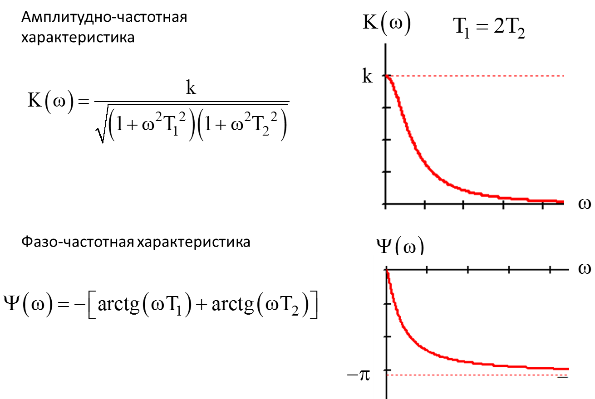 Амплитудно-частотная
характеристика
K(ω) = k / √((1 + ω²T₁²)(1 + ω²T₂²))
K(ω)
T₁ = 2T₂
k
ω
Фазо-частотная характеристика
Ψ(ω) = −[arctg(ωT₁) + arctg(ωT₂)]
Ψ(ω)
ω
−π